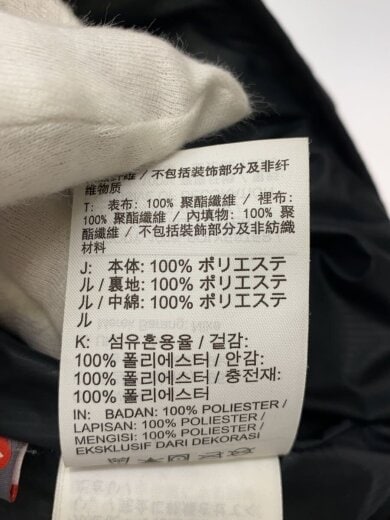 纤维 / 不包括装饰部分及非纤
维物质
T: 表布: 100% 聚酯纖維 / 裡布:
100% 聚酯纖維 / 內填物: 100% 聚
酯纖維 / 不包括裝飾部分及非紡織
材料
J: 本体: 100% ポリエステ
ル / 裏地: 100% ポリエステ
ル / 中綿: 100% ポリエステ
ル
K: 섬유혼용율 / 겉감:
100% 폴리에스터 / 안감:
100% 폴리에스터 / 충전재:
100% 폴리에스터
IN: BADAN: 100% POLIESTER /
LAPISAN: 100% POLIESTER /
MENGISI: 100% POLIESTER /
EKSKLUSIF DARI DEKORASI